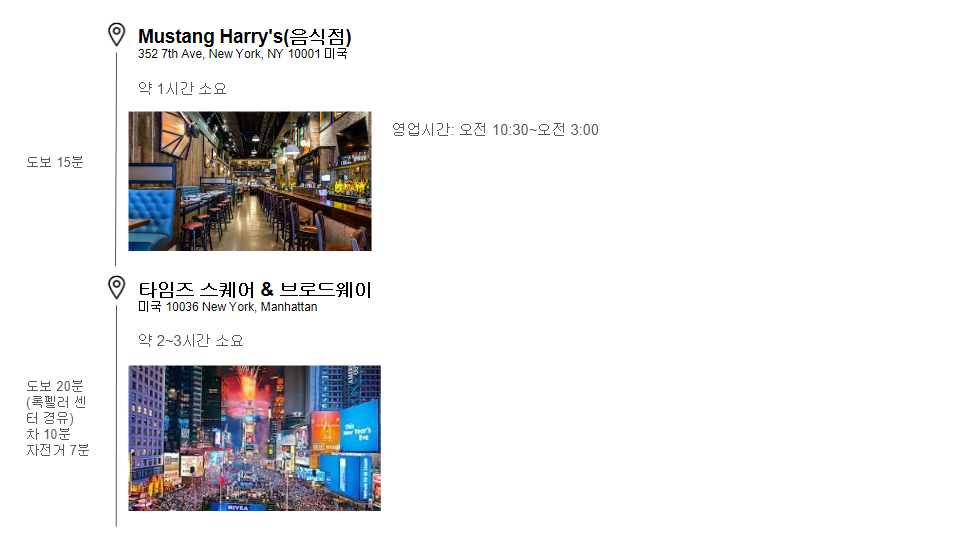 Mustang Harry's(음식점)
352 7th Ave, New York, NY 10001 미국
약 1시간 소요
영업시간: 오전 10:30~오전 3:00
도보 15분
타임즈 스퀘어 & 브로드웨이
미국 10036 New York, Manhattan
약 2~3시간 소요
도보 20분
(록펠러 센
터 경유)
차 10분
자전거 7분
This
New Year's
Eve
NIVEA